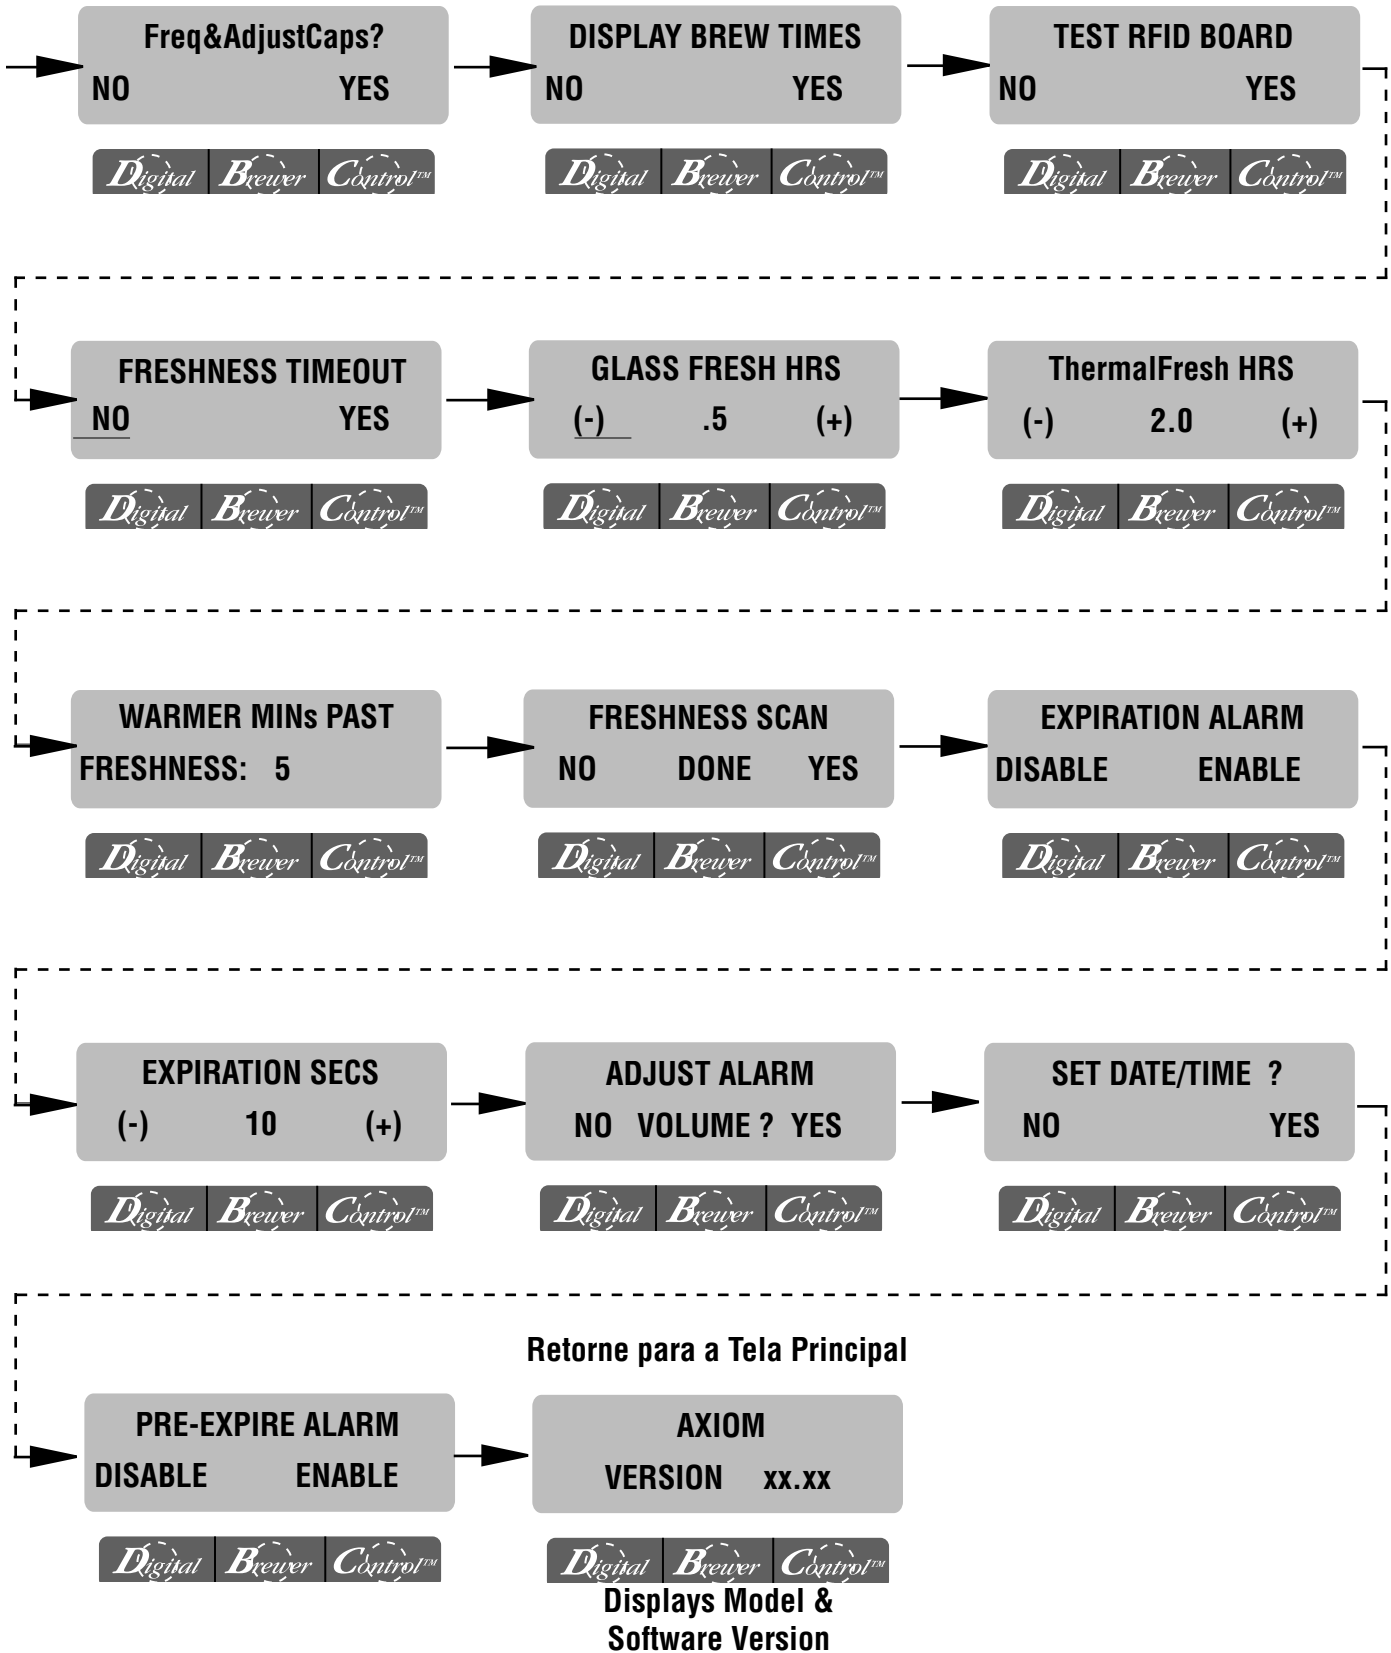 Freq&AdjustCaps?
NO YES
Digital Brewer Control™
DISPLAY BREW TIMES
NO YES
Digital Brewer Control™
TEST RFID BOARD
NO YES
Digital Brewer Control™
FRESHNESS TIMEOUT
NO YES
Digital Brewer Control™
GLASS FRESH HRS
(-) .5 (+)
Digital Brewer Control™
ThermalFresh HRS
(-) 2.0 (+)
Digital Brewer Control™
WARMER MINs PAST
FRESHNESS: 5
Digital Brewer Control™
FRESHNESS SCAN
NO DONE YES
Digital Brewer Control™
EXPIRATION ALARM
DISABLE ENABLE
Digital Brewer Control™
EXPIRATION SECS
(-) 10 (+)
Digital Brewer Control™
ADJUST ALARM
NO VOLUME ? YES
Digital Brewer Control™
SET DATE/TIME ?
NO YES
Digital Brewer Control™
PRE-EXPIRE ALARM
DISABLE ENABLE
Digital Brewer Control™
Retorne para a Tela Principal
AXIOM
VERSION xx.xx
Digital Brewer Control™
Displays Model &
Software Version